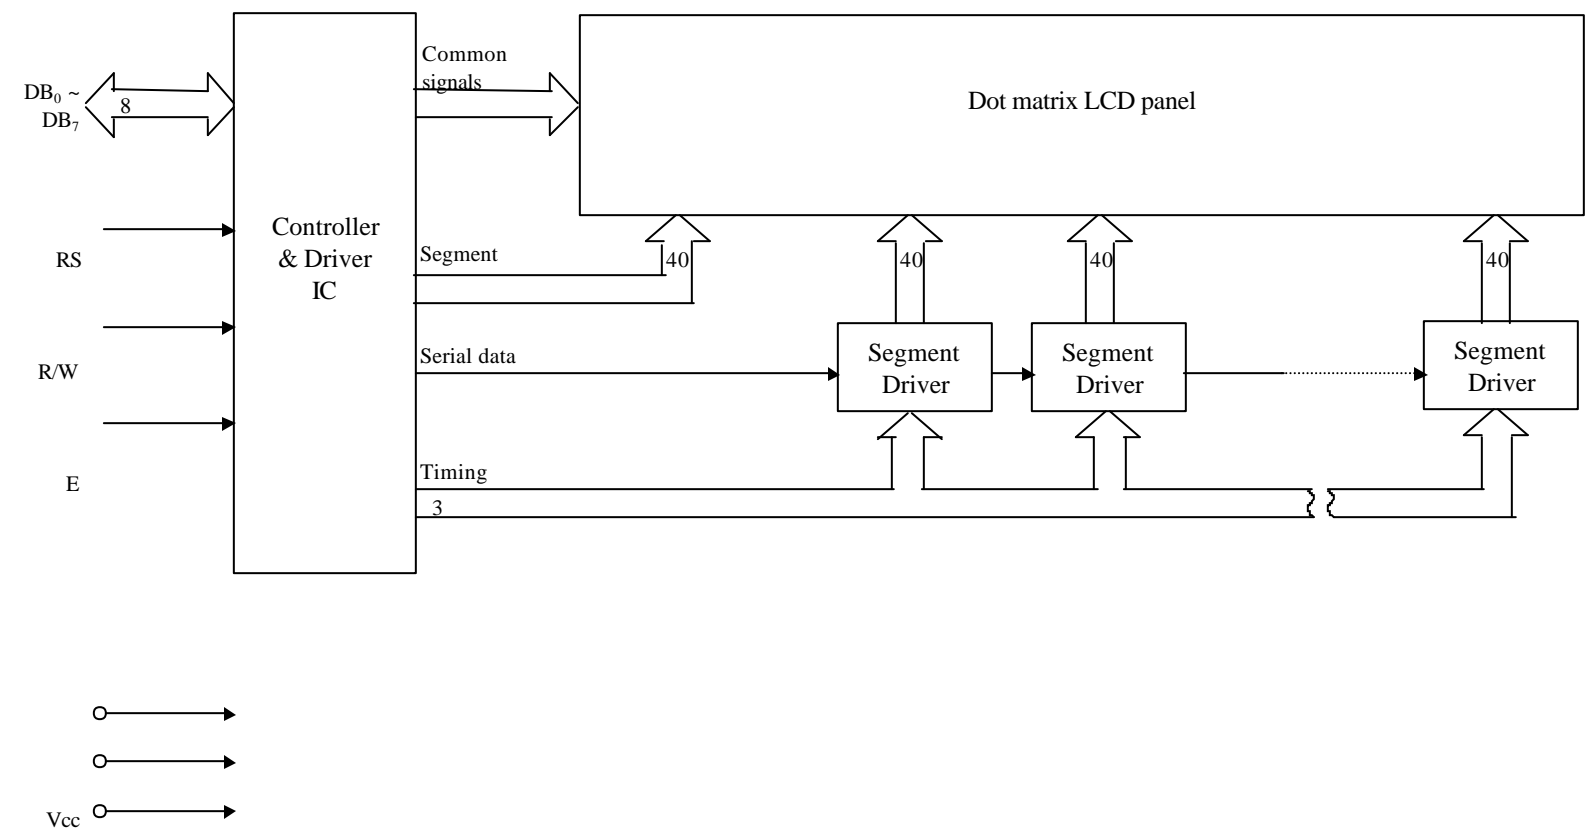 Common
signals
DB₀ ~
DB₇
8
Dot matrix LCD panel
Controller
& Driver
IC
RS
Segment
40
40
40
40
R/W
Serial data
Segment
Driver
Segment
Driver
Segment
Driver
E
Timing
3
Vcc